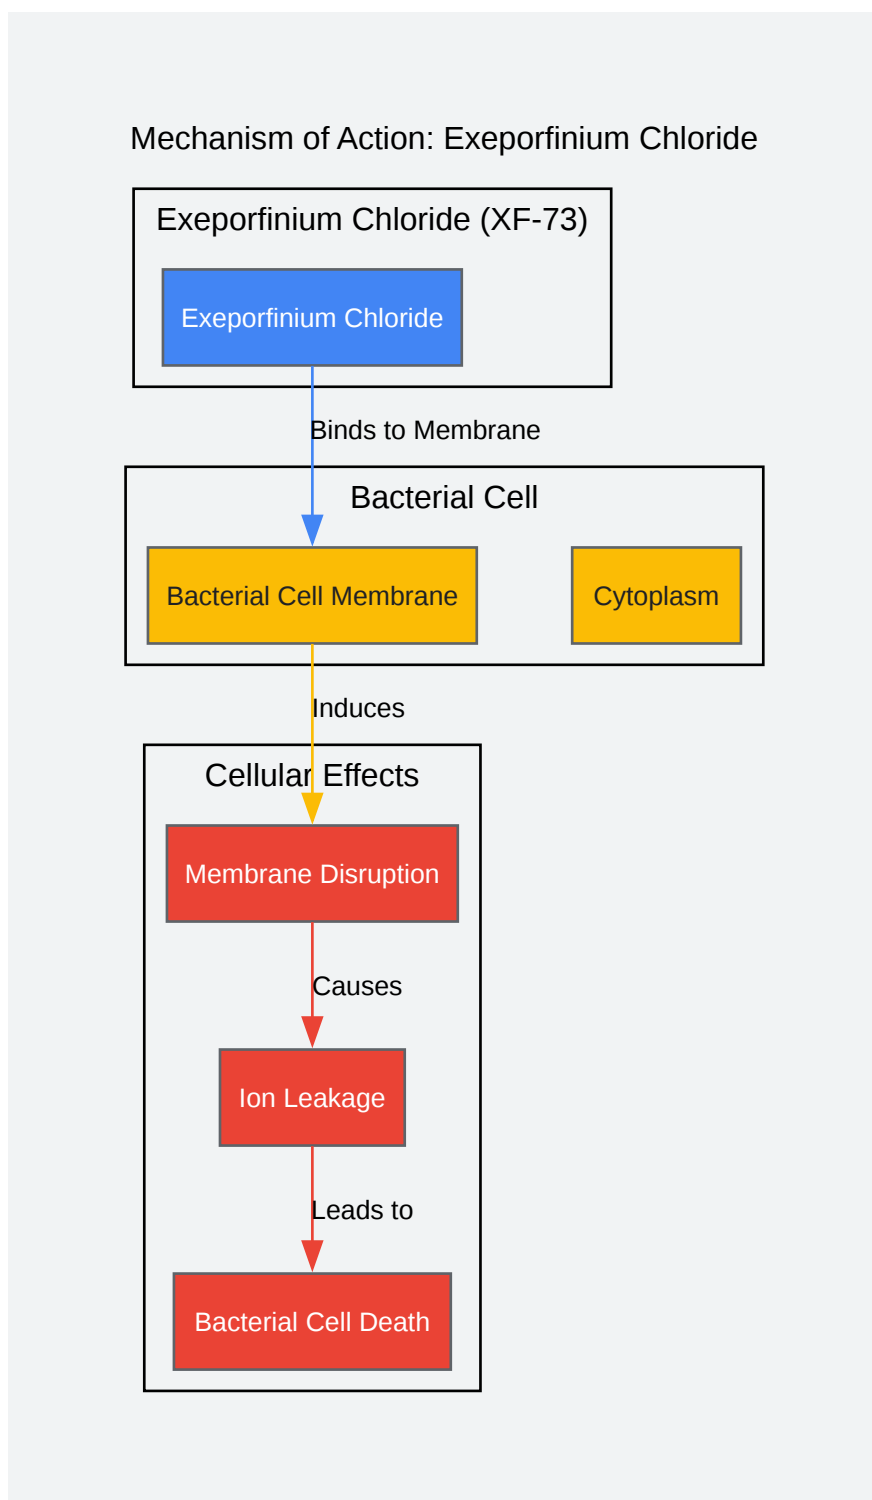 Mechanism of Action: Exeporfinium Chloride
Exeporfinium Chloride (XF-73)
Exeporfinium Chloride
Binds to Membrane
Bacterial Cell
Bacterial Cell Membrane
Cytoplasm
Induces
Cellular Effects
Membrane Disruption
Causes
Ion Leakage
Leads to
Bacterial Cell Death